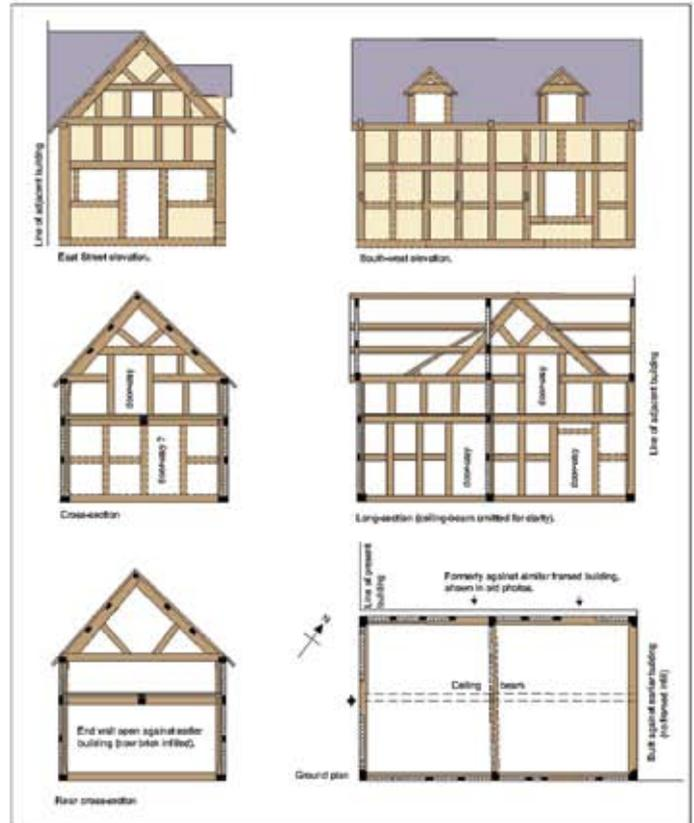 Line of adjacent building
East Street elevation.
South-west elevation.
doorway
doorway ?
Cross-section
doorway
doorway
doorway
Line of adjacent building
Long-section (ceiling-beam omitted for clarity).
End wall open against earlier
building (now brick infilled).
Rear cross-section
Line of present
building
Formerly against similar framed building,
shown in old photos.
N
Ceiling beam
Built against earlier building
(no framed infill)
Ground plan